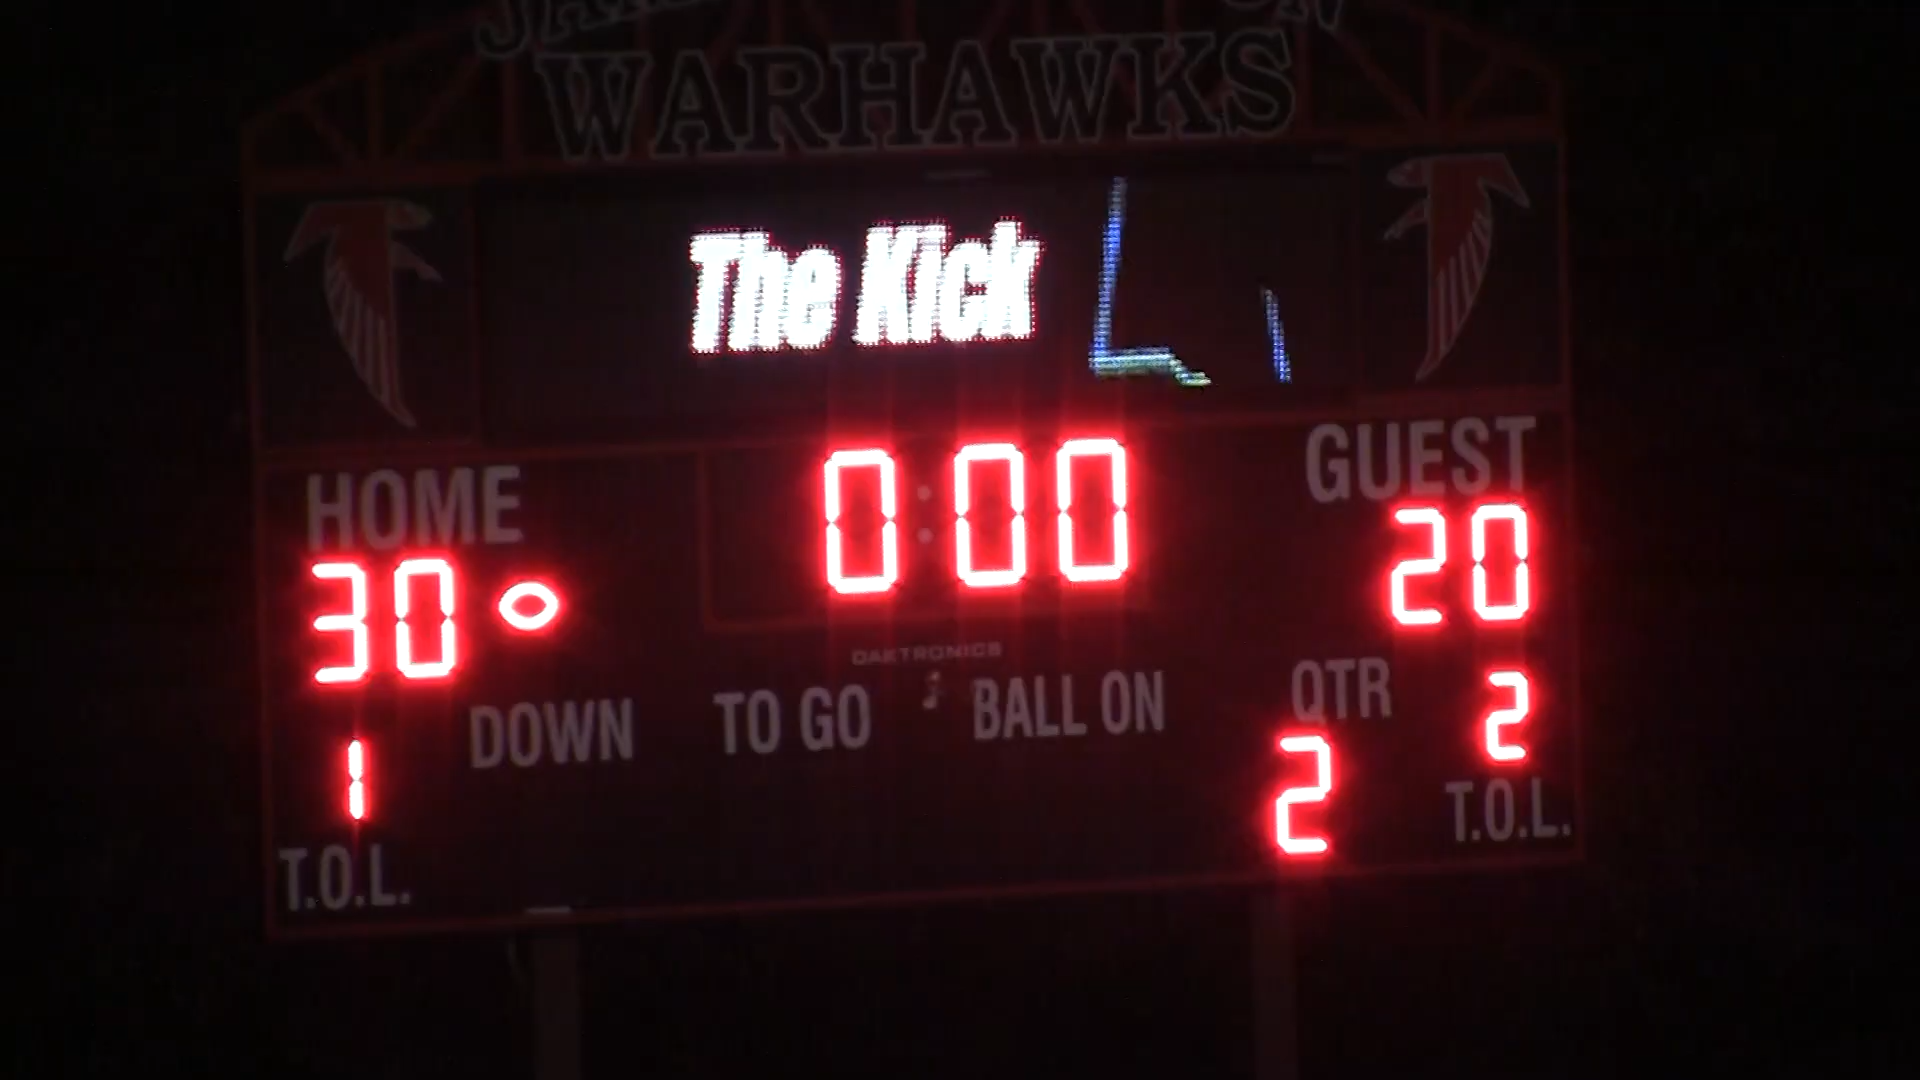 WARHAWKS
The Kick
0:00
HOME
GUEST
30
20
DAKTRONICS
DOWN
TO GO
BALL ON
QTR
2
1
2
T.O.L.
T.O.L.